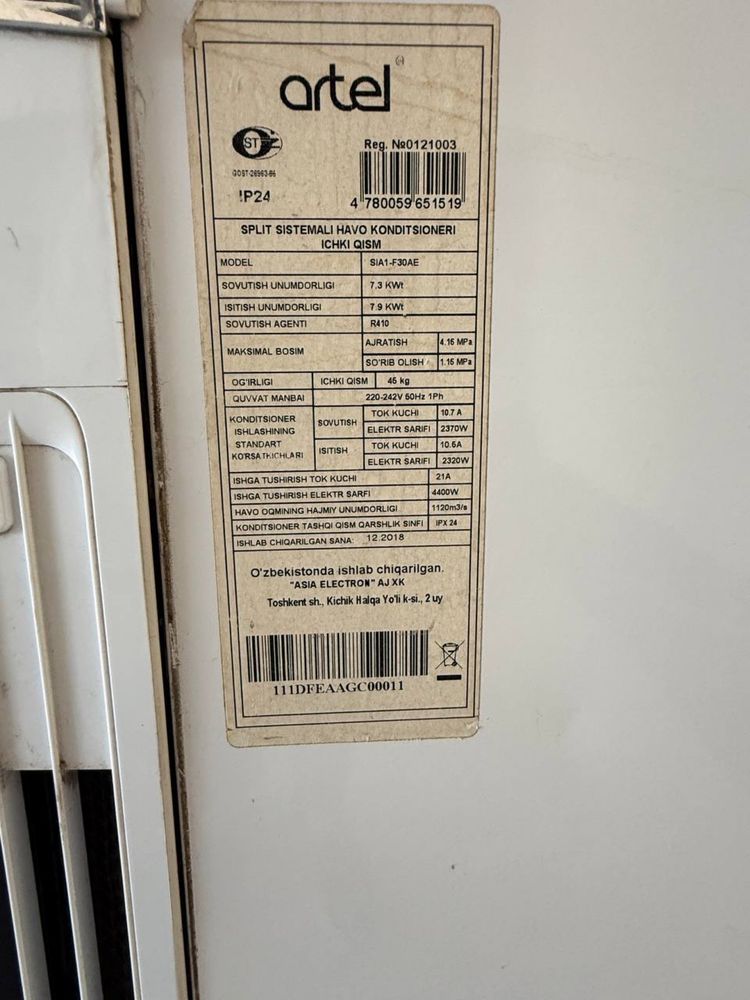 artel
Reg. №0121003
GOST-26963-86
IP24
4 780059 651519
SPLIT SISTEMALI HAVO KONDITSIONERI
ICHKI QISM
MODEL SIA1-F30AE
SOVUTISH UNUMDORLIGI 7.3 KWt
ISITISH UNUMDORLIGI 7.9 KWt
SOVUTISH AGENTI R410
MAKSIMAL BOSIM AJRATISH 4.15 MPa
SO'RIB OLISH 1.15 MPa
OG'IRLIGI ICHKI QISM 46 kg
QUVVAT MANBAI 220-242V 50Hz 1Ph
KONDITSIONER
ISHLASHINING
STANDART
KO'RSATKICHLARI
SOVUTISH TOK KUCHI 10.7 A
ELEKTR SARIFI 2370W
ISITISH TOK KUCHI 10.5A
ELEKTR SARIFI 2320W
ISHGA TUSHIRISH TOK KUCHI 21A
ISHGA TUSHIRISH ELEKTR SARFI 4400W
HAVO OQMINING HAJMIY UNUMDORLIGI 1120m3/s
KONDITSIONER TASHQI QISM QARSHLIK SINFI IPX 24
ISHLAB CHIQARILGAN SANA: 12.2018
O'zbekistonda ishlab chiqarilgan.
"ASIA ELECTRON" AJ XK
Toshkent sh., Kichik Halqa Yo'li k-si., 2 uy
111DFEAAGC00011